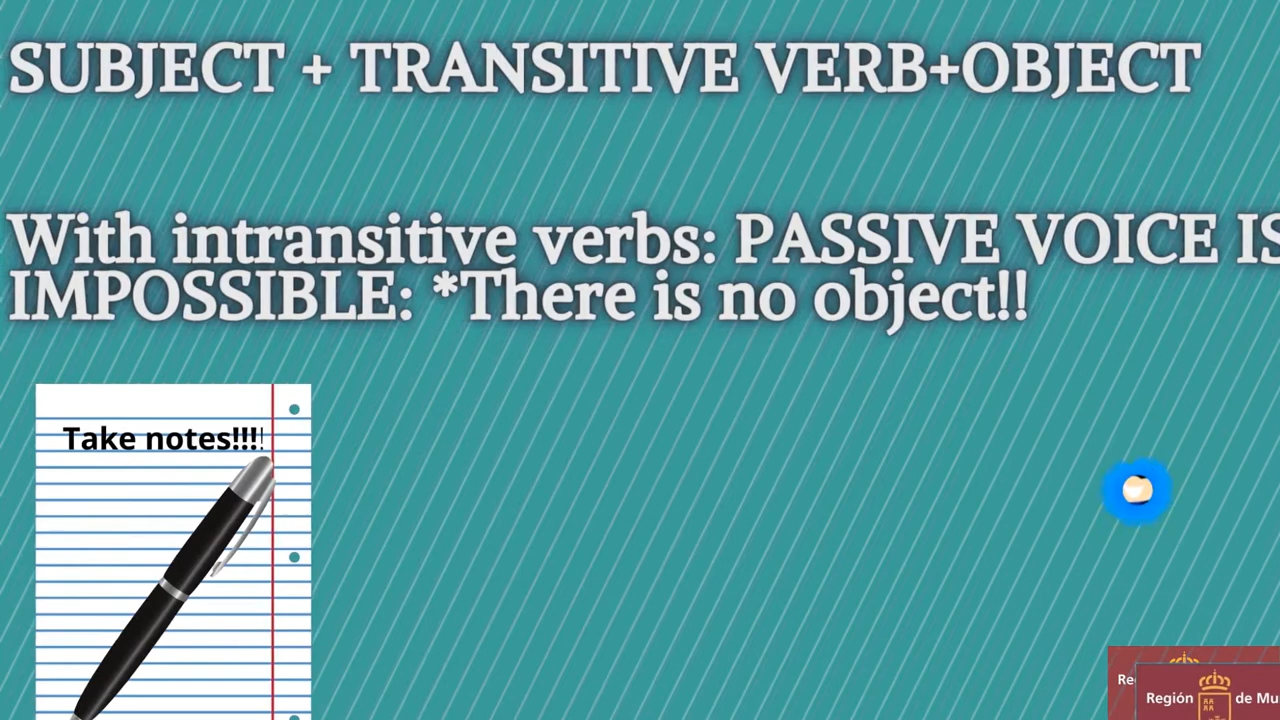 SUBJECT + TRANSITIVE VERB+OBJECT
With intransitive verbs: PASSIVE VOICE IS
IMPOSSIBLE: *There is no object!!
Take notes!!!!
Región de